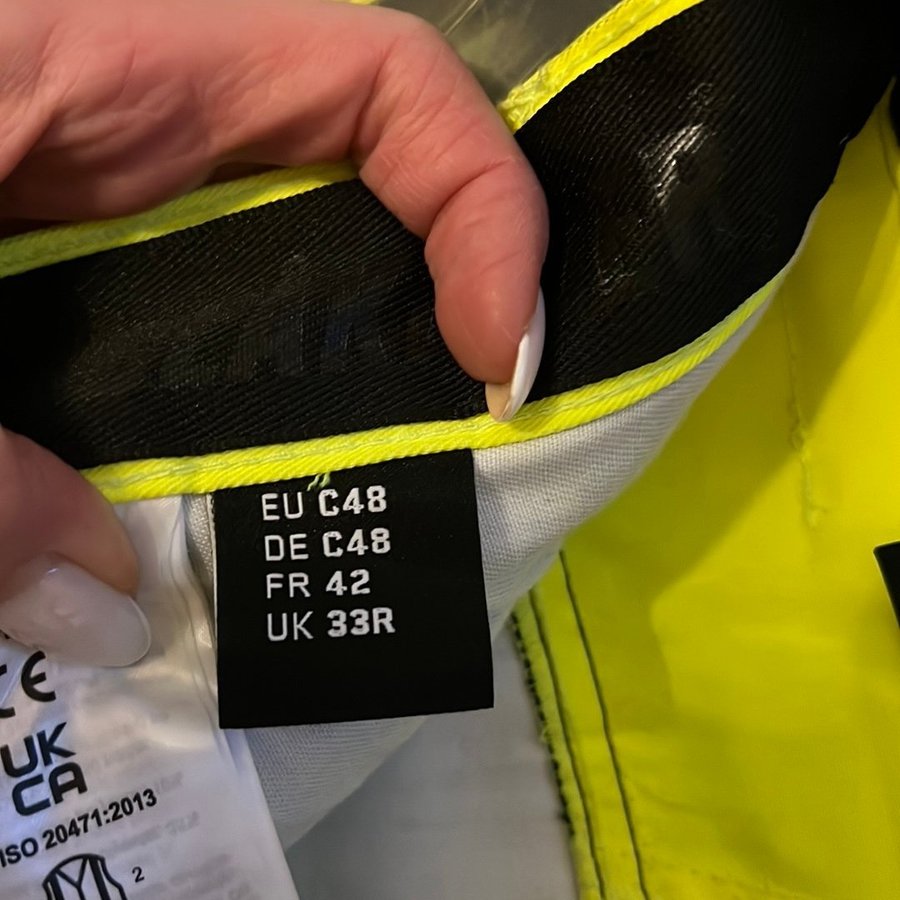 EU C48
DE C48
FR 42
UK 33R
CE
UK
CA
ISO 20471:2013
2